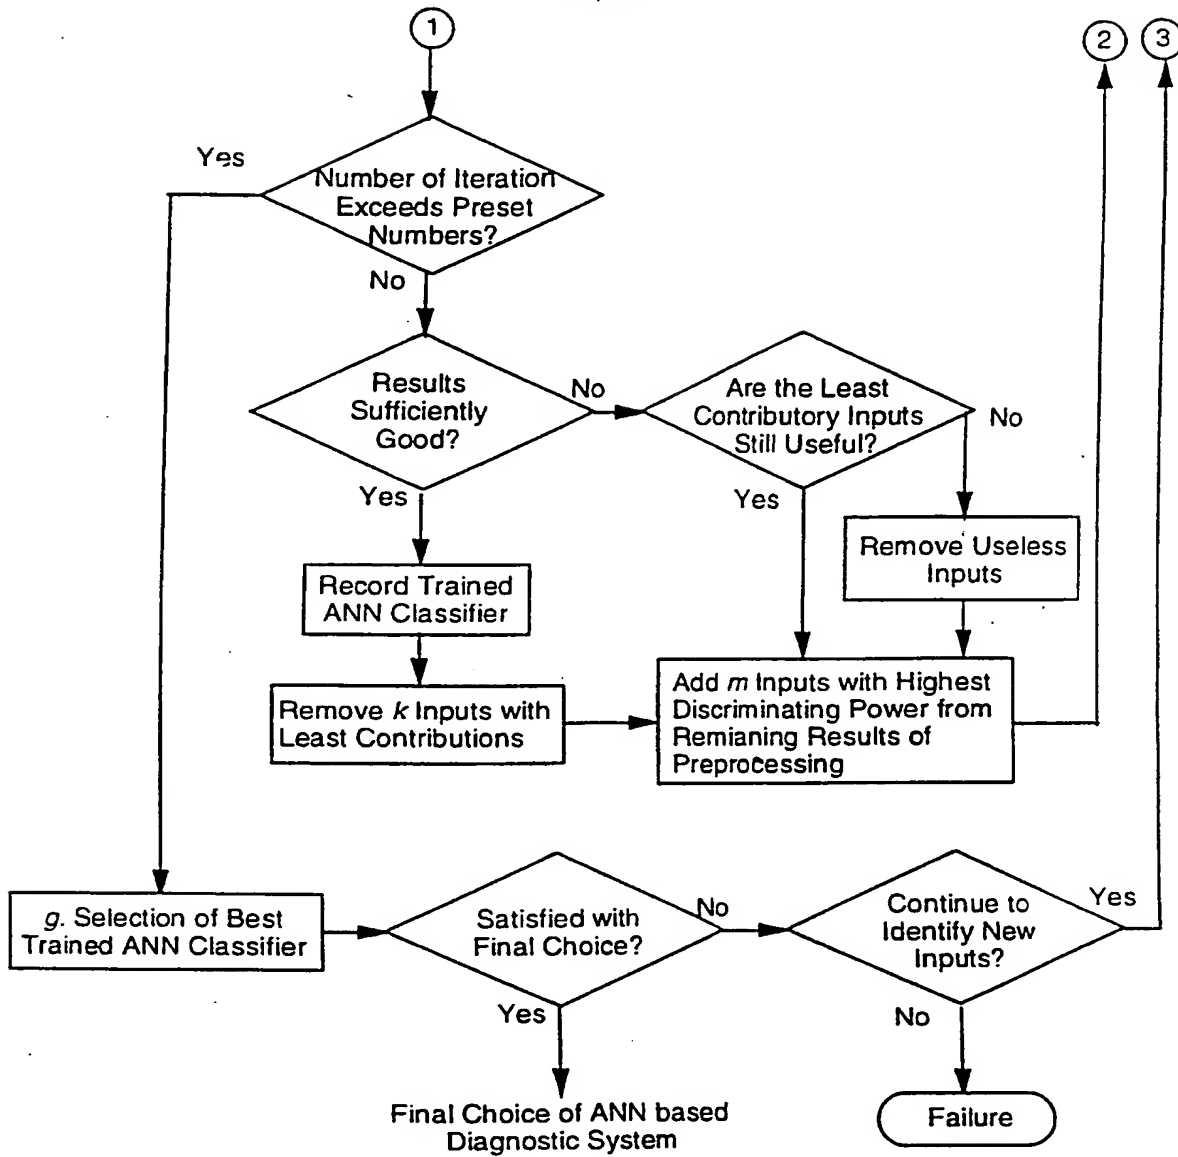 1
2
3
Yes
Number of Iteration
Exceeds Preset
Numbers?
No
Results
Sufficiently
Good?
No
Are the Least
Contributory Inputs
Still Useful?
No
Yes
Yes
Remove Useless
Inputs
Record Trained
ANN Classifier
Remove k Inputs with
Least Contributions
Add m Inputs with Highest
Discriminating Power from
Remianing Results of
Preprocessing
g. Selection of Best
Trained ANN Classifier
Satisfied with
Final Choice?
No
Continue to
Identify New
Inputs?
Yes
Yes
No
Final Choice of ANN based
Diagnostic System
Failure